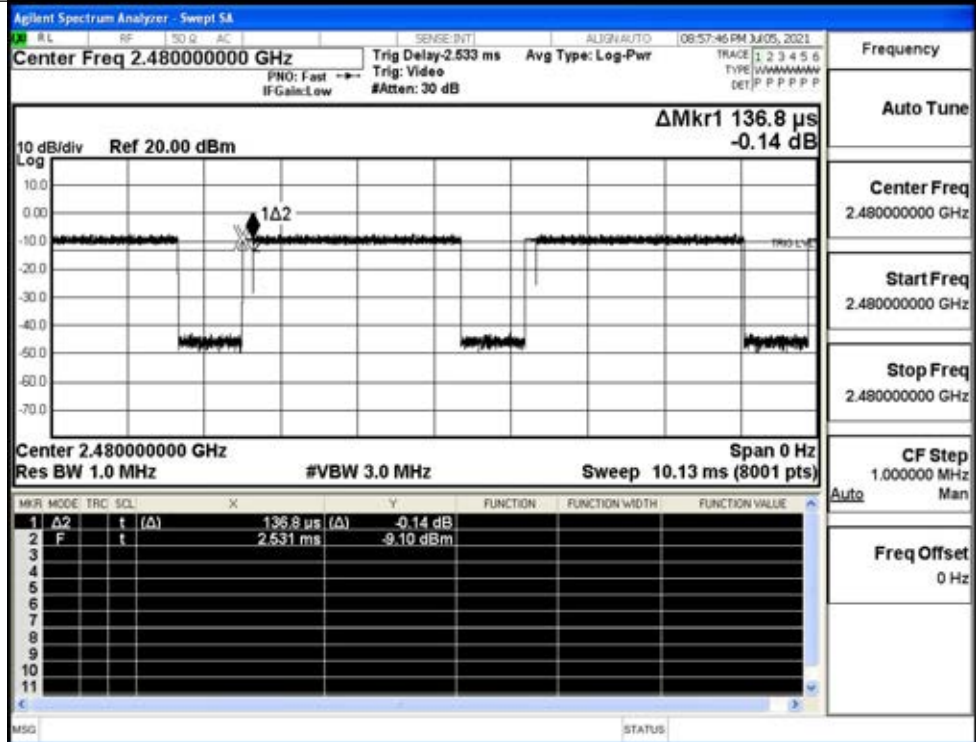 Agilent Spectrum Analyzer - Swept SA
RL RF 50 Ω AC SENSE:INT ALIGNAUTO 08:57:46 PM Jul 05, 2021
Center Freq 2.480000000 GHz
PNO: Fast
IFGain:Low
Trig Delay-2.533 ms
Trig: Video
#Atten: 30 dB
Avg Type: Log-Pwr
TRACE 1 2 3 4 5 6
TYPE WWWWWW
DET P P P P P P
ΔMkr1 136.8 µs
-0.14 dB
10 dB/div Ref 20.00 dBm
Log
10.0
0.00
1Δ2
-10.0
TRIG LVL
-20.0
-30.0
-40.0
-50.0
-60.0
-70.0
Center 2.480000000 GHz Span 0 Hz
Res BW 1.0 MHz #VBW 3.0 MHz Sweep 10.13 ms (8001 pts)
MKR MODE TRC SCL X Y FUNCTION FUNCTION WIDTH FUNCTION VALUE
1 Δ2 t (Δ) 136.8 µs (Δ) -0.14 dB
2 F t 2.531 ms -9.10 dBm
3
4
5
6
7
8
9
10
11
MSG STATUS
Frequency
Auto Tune
Center Freq
2.480000000 GHz
Start Freq
2.480000000 GHz
Stop Freq
2.480000000 GHz
CF Step
1.000000 MHz
Auto Man
Freq Offset
0 Hz